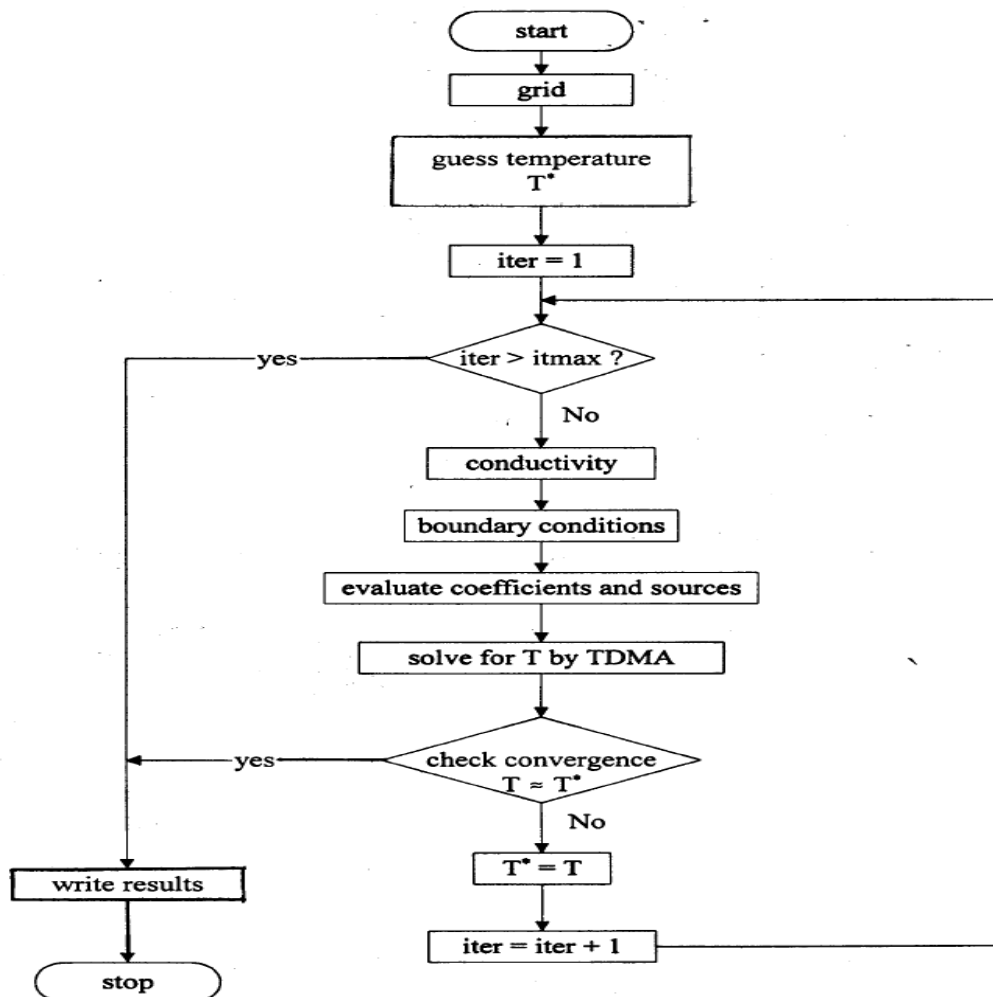 start
grid
guess temperature
T*
iter = 1
yes
iter > itmax ?
No
conductivity
boundary conditions
evaluate coefficients and sources
solve for T by TDMA
yes
check convergence
T ≈ T*
No
T* = T
write results
iter = iter + 1
stop